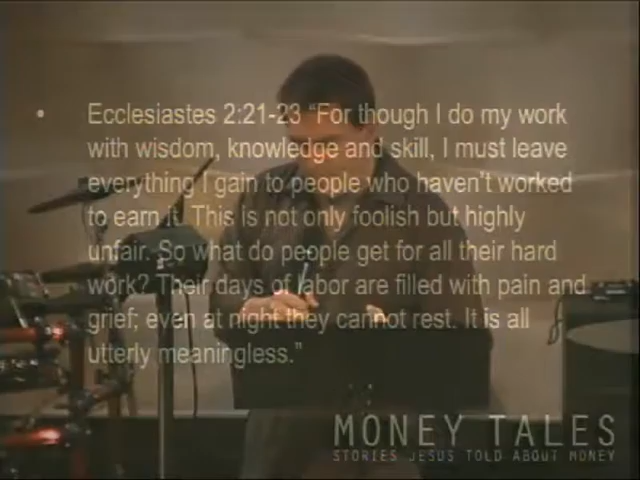 • Ecclesiastes 2:21-23 “For though I do my work
with wisdom, knowledge and skill, I must leave
everything I gain to people who haven't worked
to earn it. This is not only foolish but highly
unfair. So what do people get for all their hard
work? Their days of labor are filled with pain and
grief; even at night they cannot rest. It is all
utterly meaningless.”
MONEY TALES
STORIES JESUS TOLD ABOUT MONEY